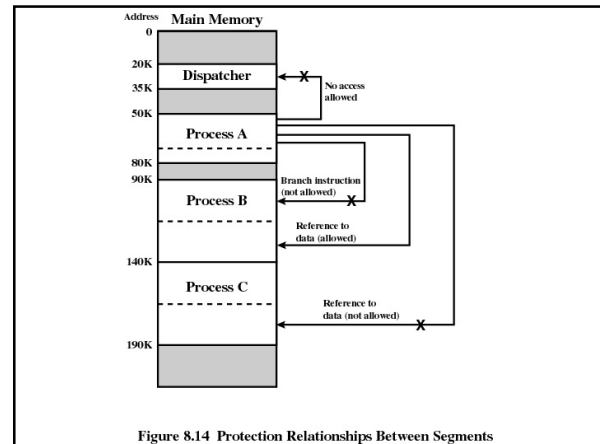 Address Main Memory
0
20K
Dispatcher
35K
No access
allowed
50K
Process A
80K
90K
Branch instruction
(not allowed)
Process B
Reference to
data (allowed)
140K
Process C
Reference to
data (not allowed)
190K
Figure 8.14 Protection Relationships Between Segments